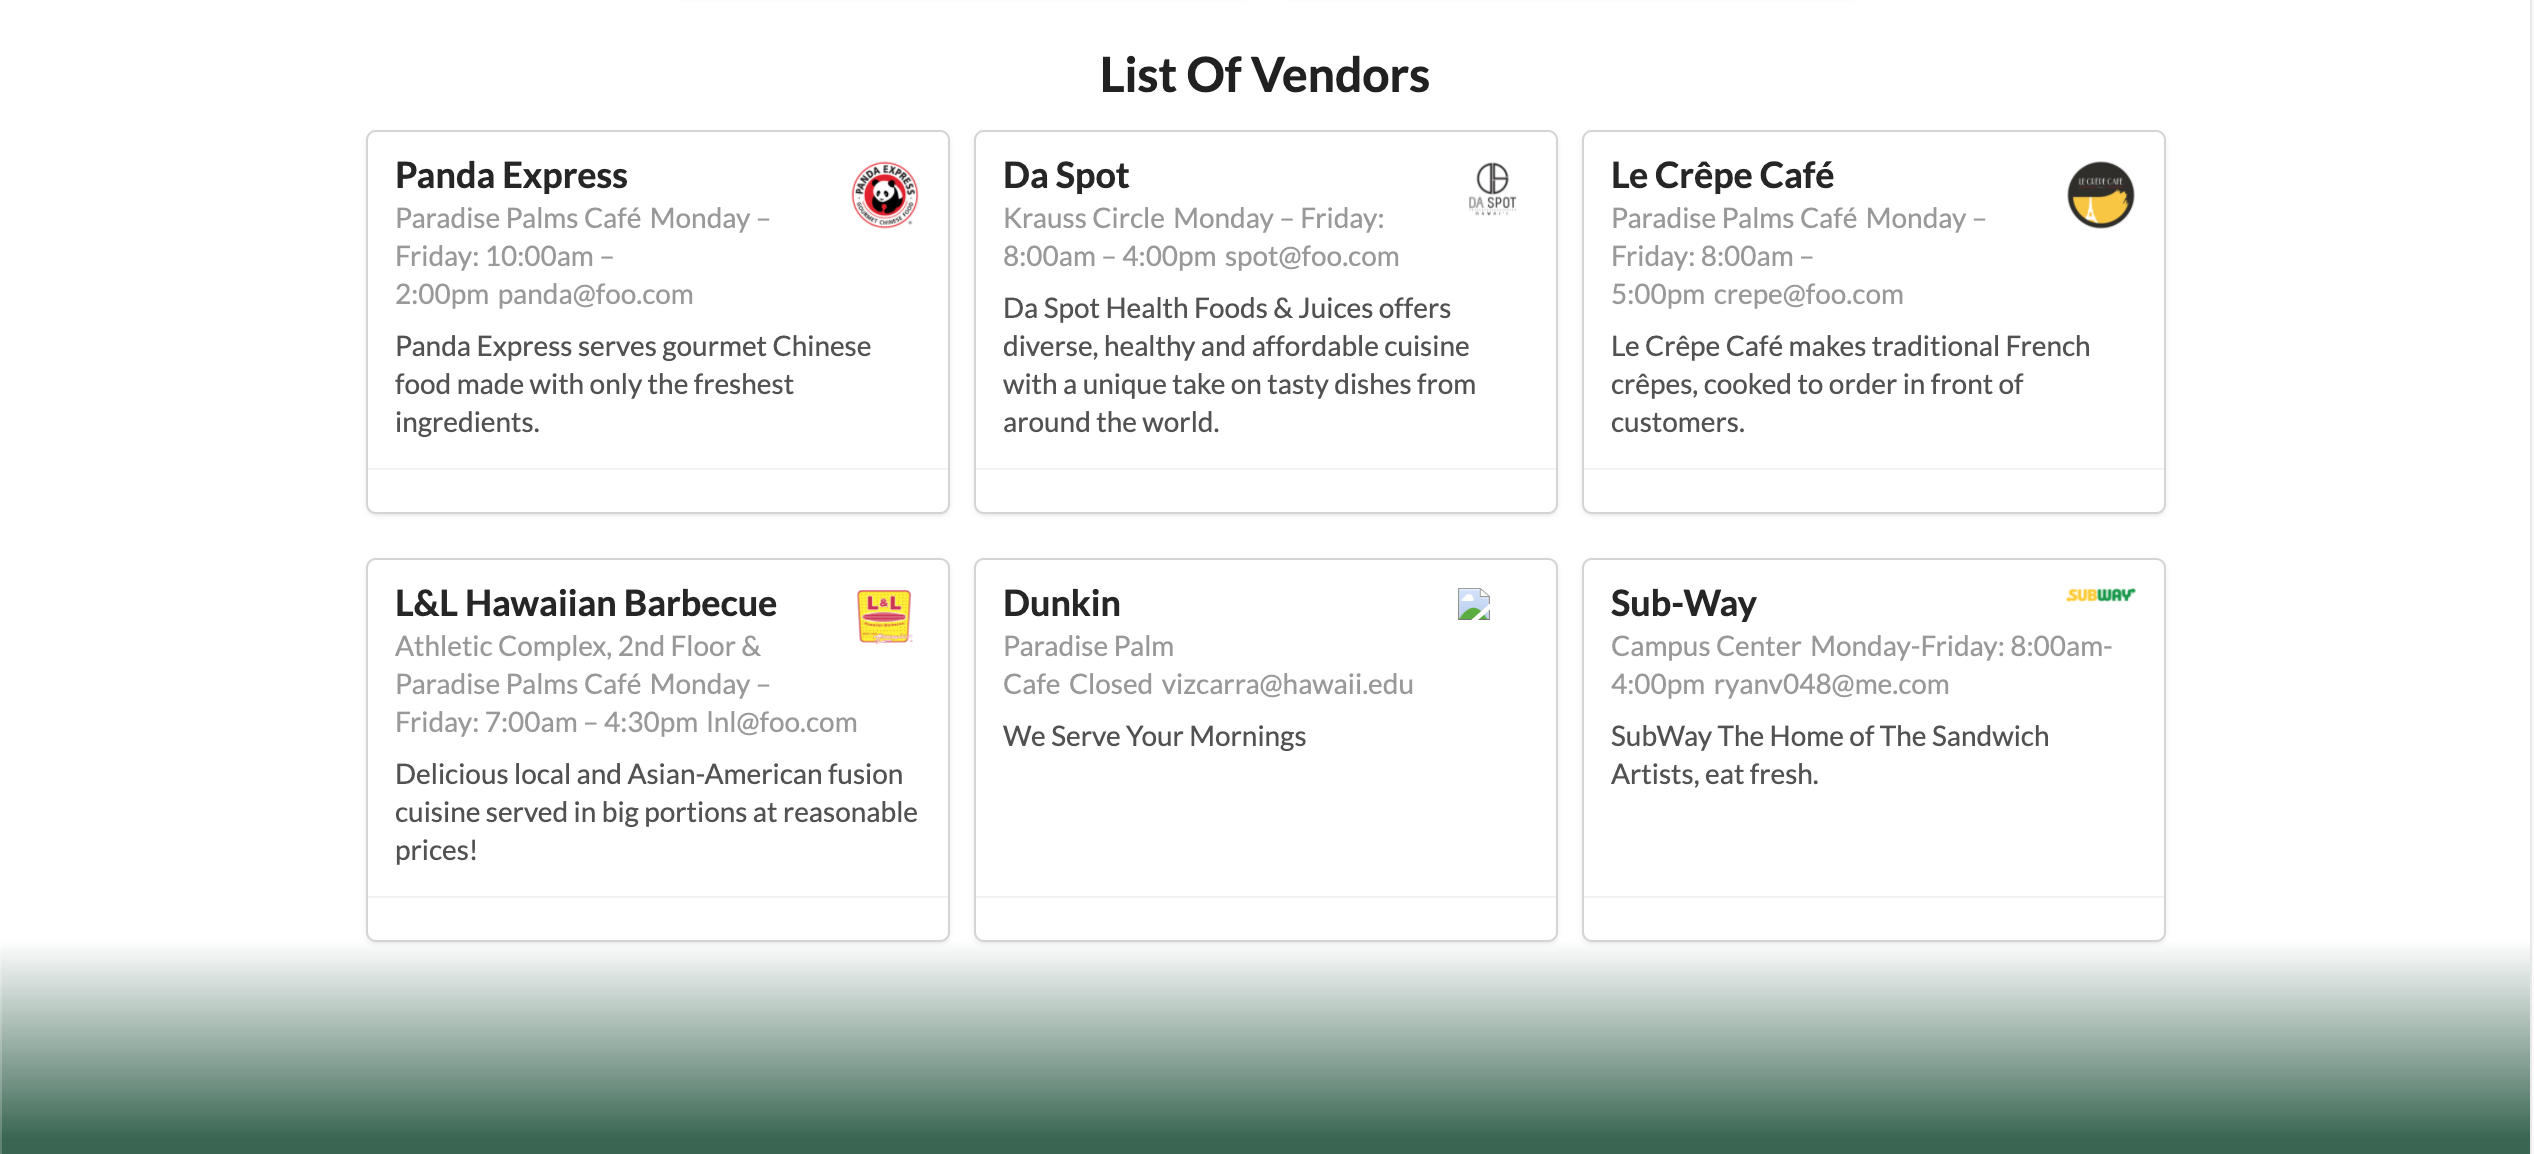 List Of Vendors
Panda Express
Paradise Palms Café Monday –
Friday: 10:00am –
2:00pm panda@foo.com
Panda Express serves gourmet Chinese
food made with only the freshest
ingredients.
PANDA EXPRESS
GOURMET CHINESE FOOD
Da Spot
Krauss Circle Monday – Friday:
8:00am – 4:00pm spot@foo.com
Da Spot Health Foods & Juices offers
diverse, healthy and affordable cuisine
with a unique take on tasty dishes from
around the world.
DA SPOT
HAWAI'I
Le Crêpe Café
Paradise Palms Café Monday –
Friday: 8:00am –
5:00pm crepe@foo.com
Le Crêpe Café makes traditional French
crêpes, cooked to order in front of
customers.
LE CREPE CAFE
L&L Hawaiian Barbecue
Athletic Complex, 2nd Floor &
Paradise Palms Café Monday –
Friday: 7:00am – 4:30pm lnl@foo.com
Delicious local and Asian-American fusion
cuisine served in big portions at reasonable
prices!
L&L
Dunkin
Paradise Palm
Cafe Closed vizcarra@hawaii.edu
We Serve Your Mornings
Sub-Way
Campus Center Monday-Friday: 8:00am-
4:00pm ryanv048@me.com
SubWay The Home of The Sandwich
Artists, eat fresh.
SUBWAY